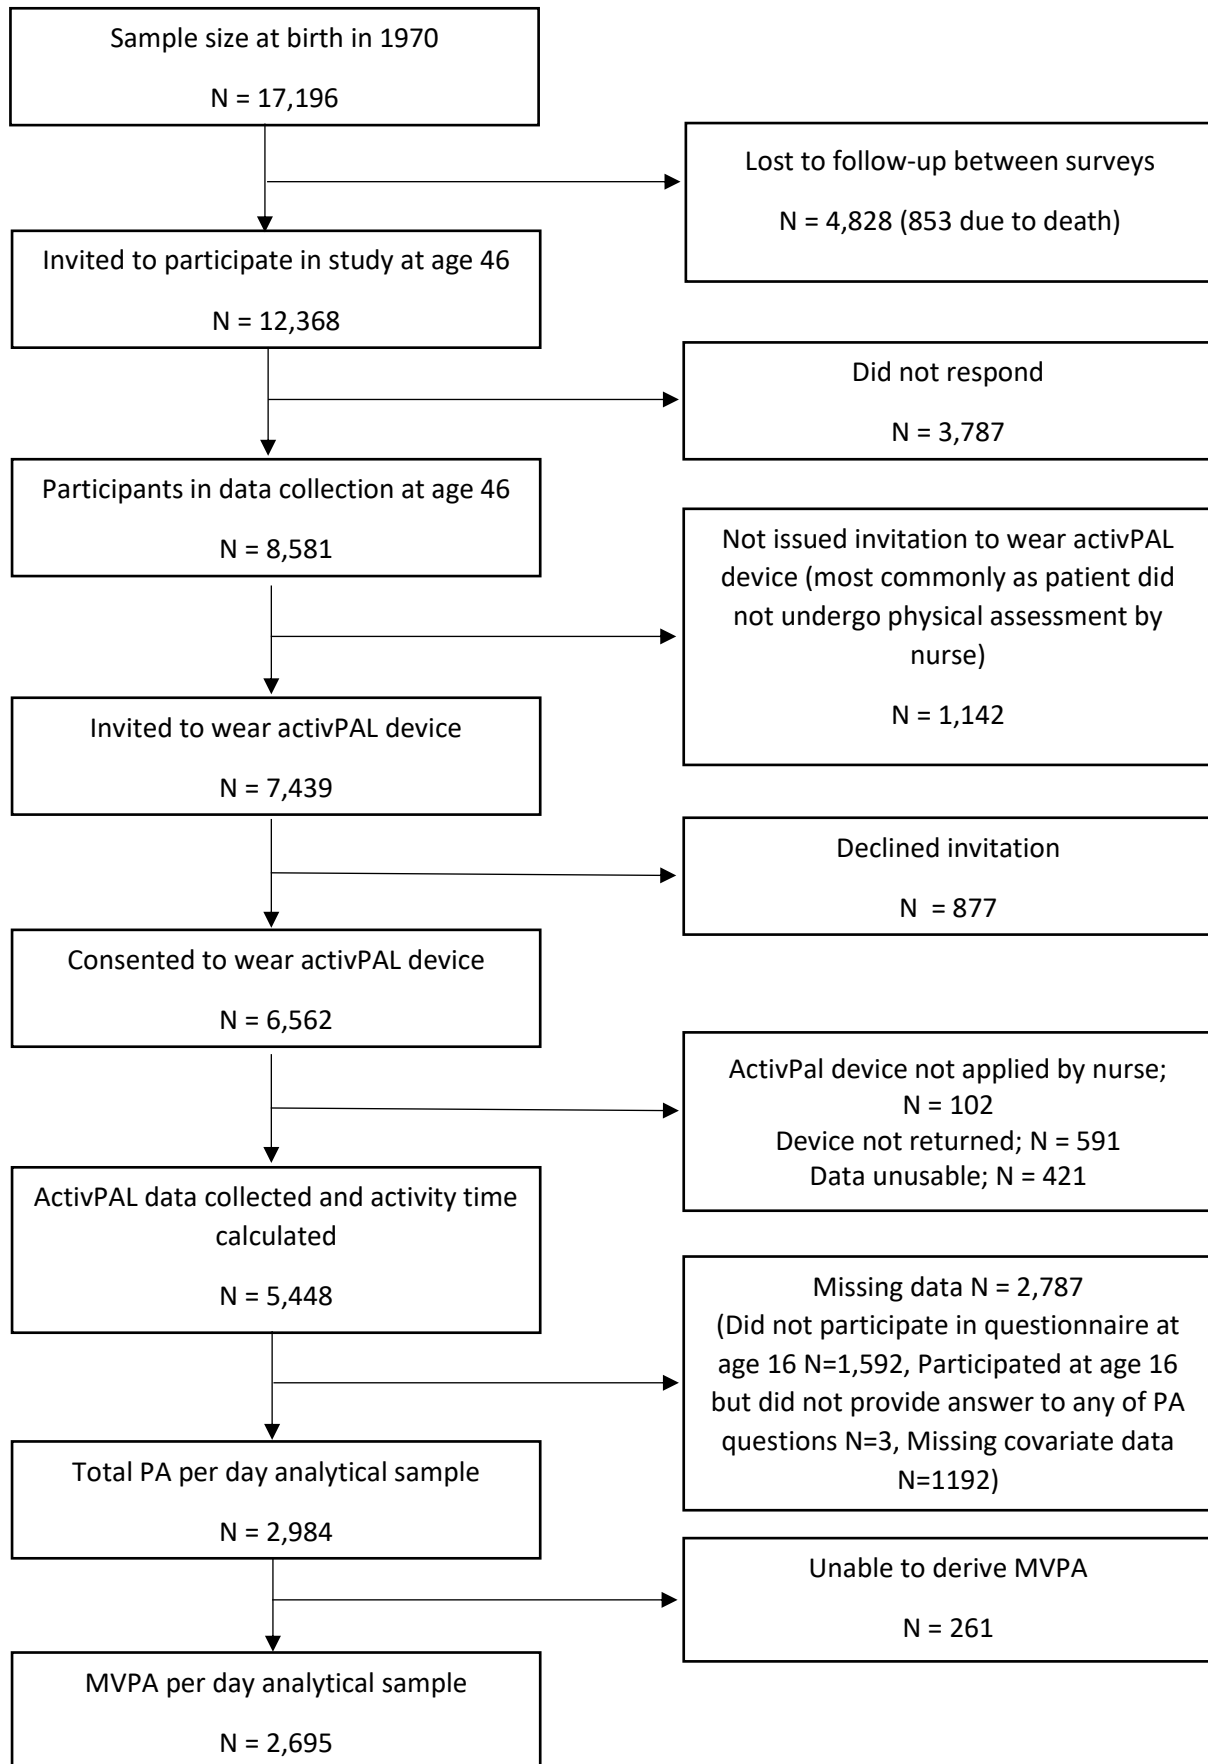 Sample size at birth in 1970
N = 17,196
Lost to follow-up between surveys
N = 4,828 (853 due to death)
Invited to participate in study at age 46
N = 12,368
Did not respond
N = 3,787
Participants in data collection at age 46
N = 8,581
Not issued invitation to wear activPAL
device (most commonly as patient did
not undergo physical assessment by
nurse)
N = 1,142
Invited to wear activPAL device
N = 7,439
Declined invitation
N  = 877
Consented to wear activPAL device
N = 6,562
ActivPal device not applied by nurse;
N = 102
Device not returned; N = 591
Data unusable; N = 421
ActivPAL data collected and activity time
calculated
N = 5,448
Missing data N = 2,787
(Did not participate in questionnaire at
age 16 N=1,592, Participated at age 16
but did not provide answer to any of PA
questions N=3, Missing covariate data
N=1192)
Total PA per day analytical sample
N = 2,984
Unable to derive MVPA
N = 261
MVPA per day analytical sample
N = 2,695